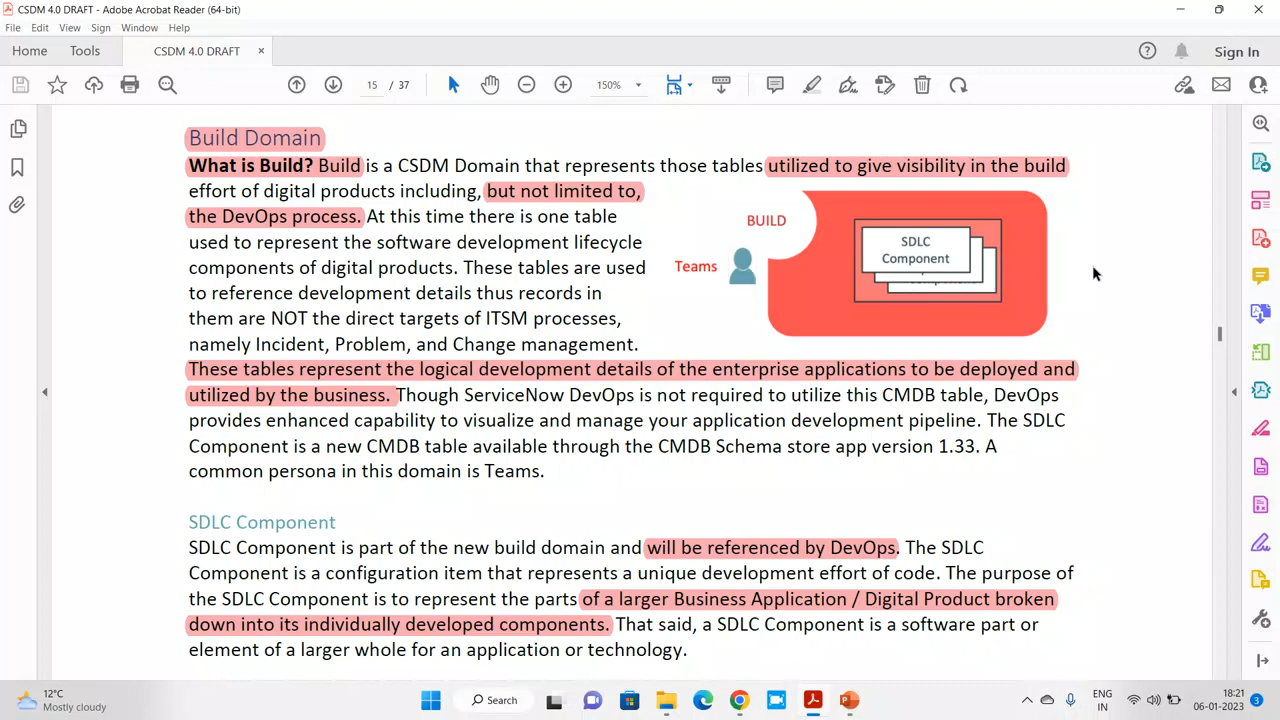 CSDM 4.0 DRAFT - Adobe Acrobat Reader (64-bit)
File Edit View Sign Window Help
Home Tools CSDM 4.0 DRAFT × Sign In
15 / 37 150%
Build Domain
What is Build? Build is a CSDM Domain that represents those tables utilized to give visibility in the build
effort of digital products including, but not limited to,
the DevOps process. At this time there is one table
used to represent the software development lifecycle
components of digital products. These tables are used
to reference development details thus records in
them are NOT the direct targets of ITSM processes,
namely Incident, Problem, and Change management.
BUILD
Teams
SDLC
Component
These tables represent the logical development details of the enterprise applications to be deployed and
utilized by the business. Though ServiceNow DevOps is not required to utilize this CMDB table, DevOps
provides enhanced capability to visualize and manage your application development pipeline. The SDLC
Component is a new CMDB table available through the CMDB Schema store app version 1.33. A
common persona in this domain is Teams.
SDLC Component
SDLC Component is part of the new build domain and will be referenced by DevOps. The SDLC
Component is a configuration item that represents a unique development effort of code. The purpose of
the SDLC Component is to represent the parts of a larger Business Application / Digital Product broken
down into its individually developed components. That said, a SDLC Component is a software part or
element of a larger whole for an application or technology.
12°C
Mostly cloudy
Search
ENG
IN
18:21
06-01-2023
3